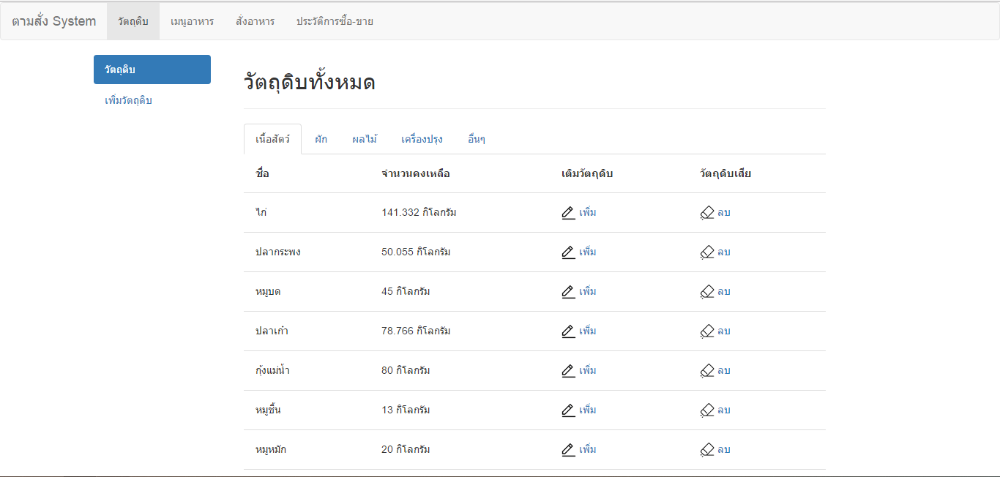 ตามสั่ง System วัตถุดิบ เมนูอาหาร สั่งอาหาร ประวัติการซื้อ-ขาย
วัตถุดิบ
เพิ่มวัตถุดิบ
วัตถุดิบทั้งหมด
เนื้อสัตว์ ผัก ผลไม้ เครื่องปรุง อื่นๆ
ชื่อ จำนวนคงเหลือ เติมวัตถุดิบ วัตถุดิบเสีย
ไก่ 141.332 กิโลกรัม เพิ่ม ลบ
ปลากระพง 50.055 กิโลกรัม เพิ่ม ลบ
หมูบด 45 กิโลกรัม เพิ่ม ลบ
ปลาเก๋า 78.766 กิโลกรัม เพิ่ม ลบ
กุ้งแม่น้ำ 80 กิโลกรัม เพิ่ม ลบ
หมูชิ้น 13 กิโลกรัม เพิ่ม ลบ
หมูหมัก 20 กิโลกรัม เพิ่ม ลบ